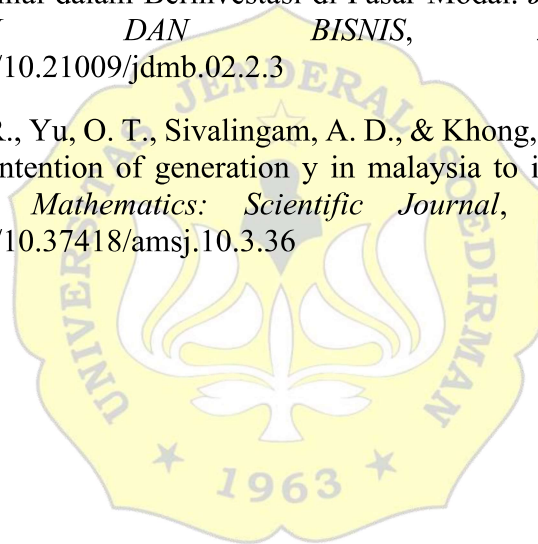 dalam Berinvestasi di Pasar Modal.
DAN BISNIS,
/10.21009/jdmb.02.2.3
R., Yu, O. T., Sivalingam, A. D., & Khong,
ntention of generation y in malaysia to i
Mathematics: Scientific Journal,
/10.37418/amsj.10.3.36
UNIVERSITAS JENDERAL SOEDIRMAN
1963